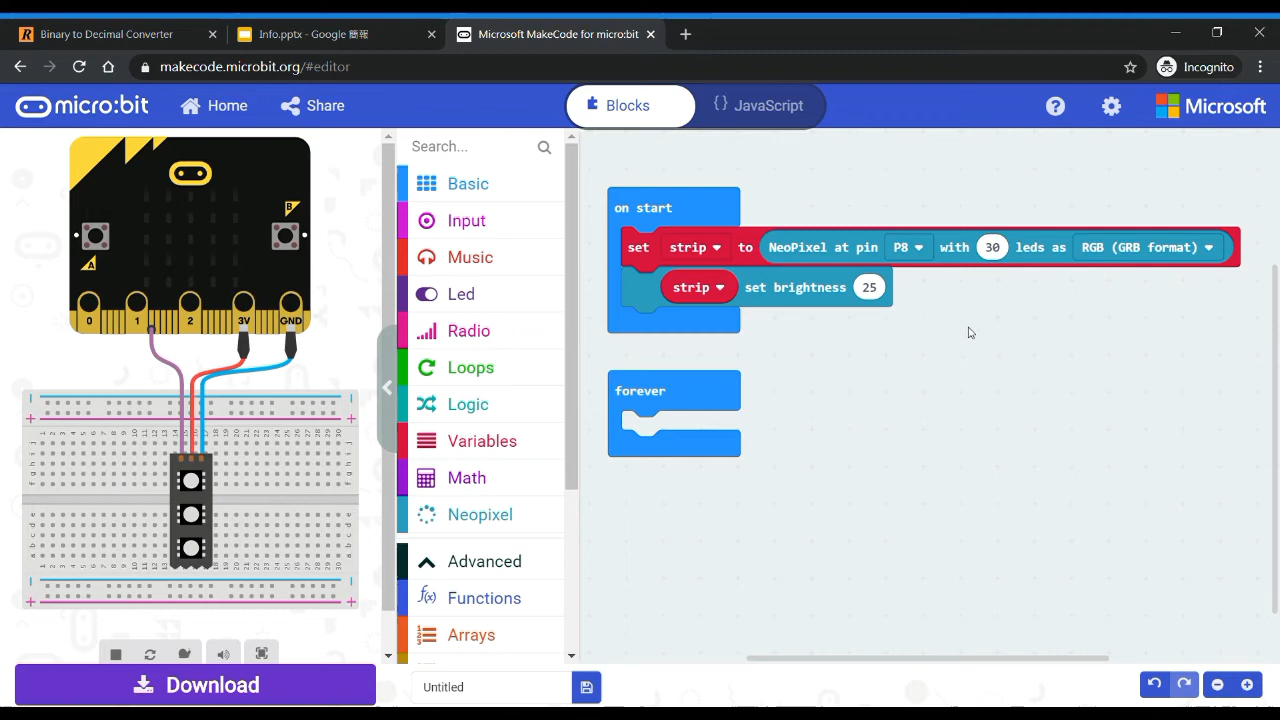 Binary to Decimal Converter
Info.pptx - Google 簡報
Microsoft MakeCode for micro:bit
makecode.microbit.org/#editor
Incognito
micro:bit
Home
Share
Blocks
{} JavaScript
?
Microsoft
A
B
0 1 2 3V GND
Search...
Basic
Input
Music
Led
Radio
Loops
Logic
Variables
Math
Neopixel
Advanced
Functions
Arrays
on start
set strip to NeoPixel at pin P8 with 30 leds as RGB (GRB format)
strip set brightness 25
forever
Download
Untitled